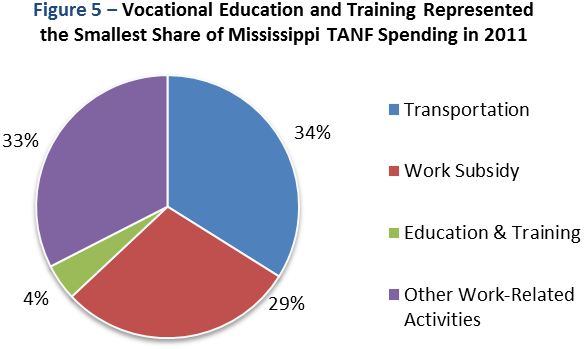 Figure 5 – Vocational Education and Training Represented
the Smallest Share of Mississippi TANF Spending in 2011
33%
34%
4%
29%
Transportation
Work Subsidy
Education & Training
Other Work-Related
Activities